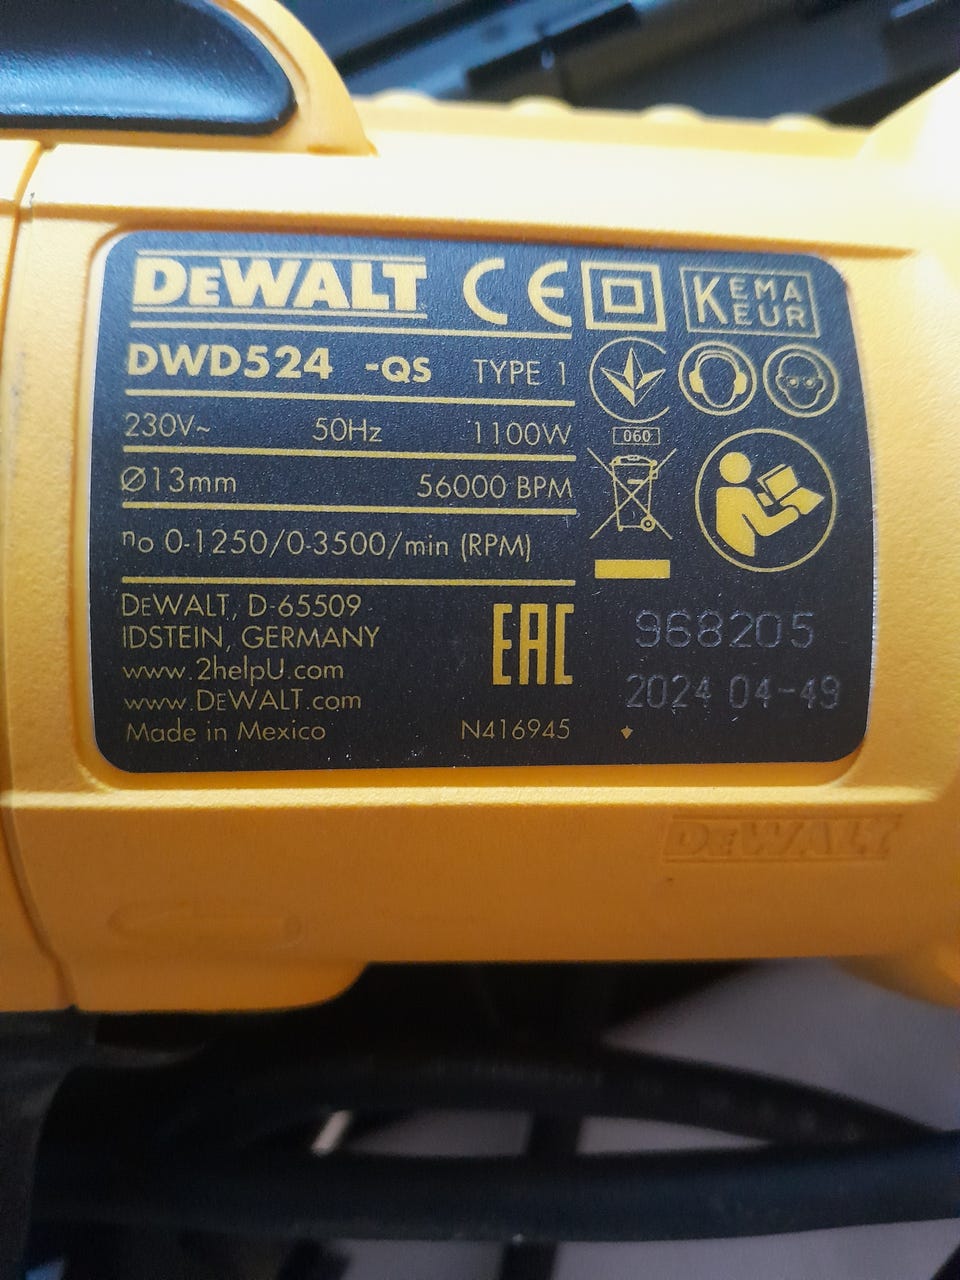 DEWALT CE KEMA EUR
DWD524 -QS TYPE 1
230V~ 50Hz 1100W
060
Ø13mm 56000 BPM
n₀ 0-1250/0-3500/min (RPM)
DEWALT, D-65509
IDSTEIN, GERMANY
www.2helpU.com
www.DEWALT.com
Made in Mexico N416945
EAC
968205
2024 04-49
DEWALT